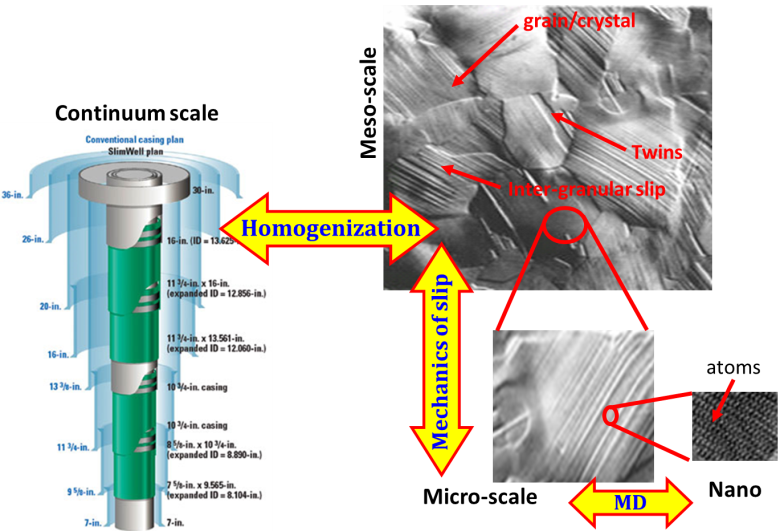 Continuum scale
Conventional casing plan
SlimWell plan
36-in.
30-in.
26-in.
16-in. (ID = 13.625-
11 3/4-in. x 16-in.
(expanded ID = 12.856-in.)
20-in.
11 3/4-in. x 13.561-in.
(expanded ID = 12.060-in.)
16-in.
13 3/8-in.
10 3/4-in. casing
10 3/4-in. casing
11 3/4-in.
8 5/8-in. x 10 3/4-in.
(expanded ID = 8.890-in.)
9 5/8-in.
7 5/8-in. x 9.565-in.
(expanded ID = 8.104-in.)
7-in.
7-in.
Homogenization
Meso-scale
grain/crystal
Twins
Inter-granular slip
Mechanics of slip
atoms
Micro-scale
MD
Nano